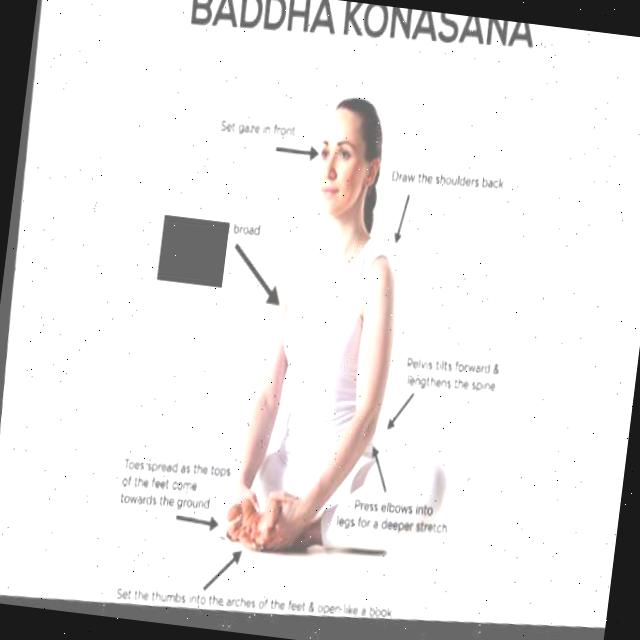 BADDHA KONASANA
Set gaze in front
Draw the shoulders back
broad
Pelvis tilts forward &
lengthens the spine
Toes spread as the tops
of the feet come
towards the ground
Press elbows into
legs for a deeper stretch
Set the thumbs into the arches of the feet & open like a book